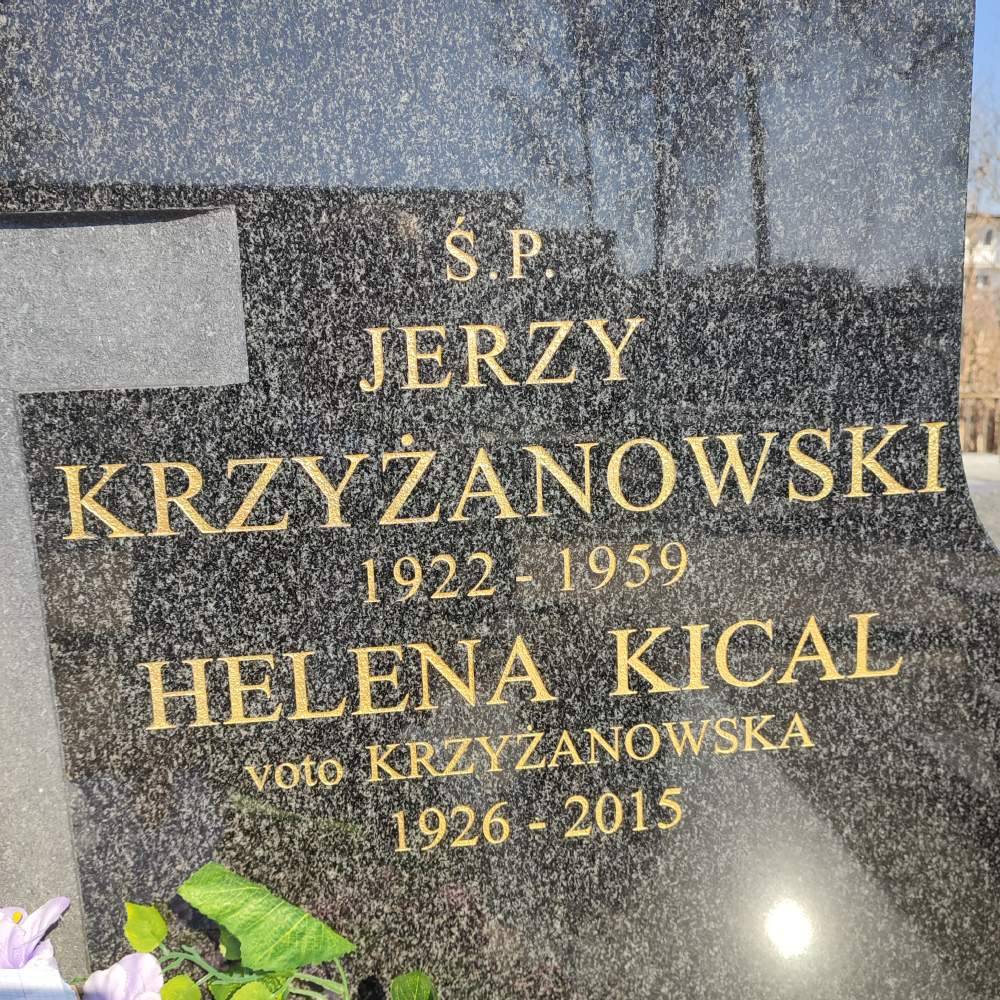 Ś.P.
JERZY
KRZYŻANOWSKI
1922 - 1959
HELENA KICAL
voto KRZYŻANOWSKA
1926 - 2015